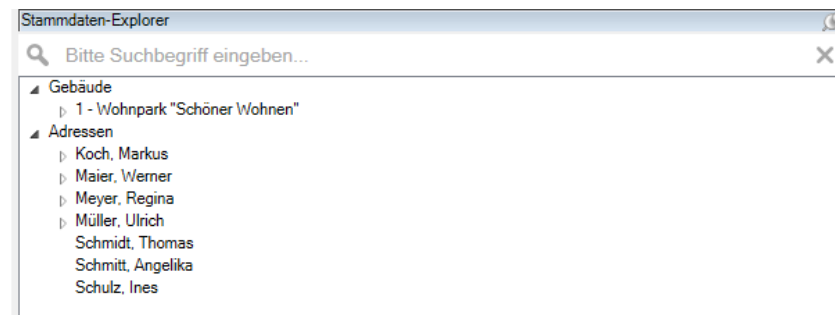 Stammdaten-Explorer
Bitte Suchbegriff eingeben...
Gebäude
1 - Wohnpark "Schöner Wohnen"
Adressen
Koch, Markus
Maier, Werner
Meyer, Regina
Müller, Ulrich
Schmidt, Thomas
Schmitt, Angelika
Schulz, Ines